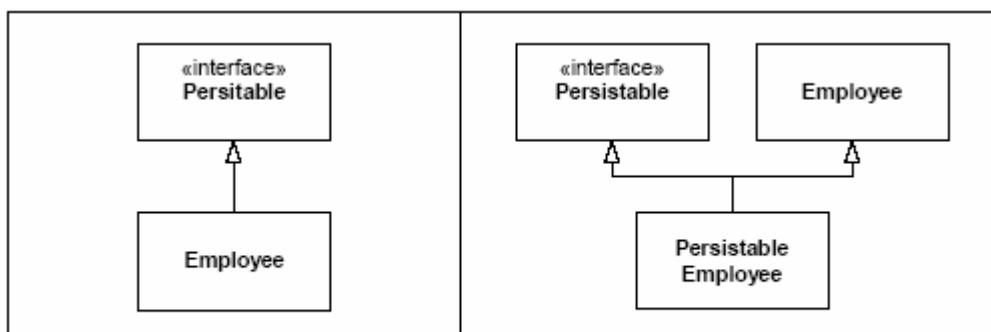 «interface»
Persitable
Employee
«interface»
Persistable
Employee
Persistable
Employee